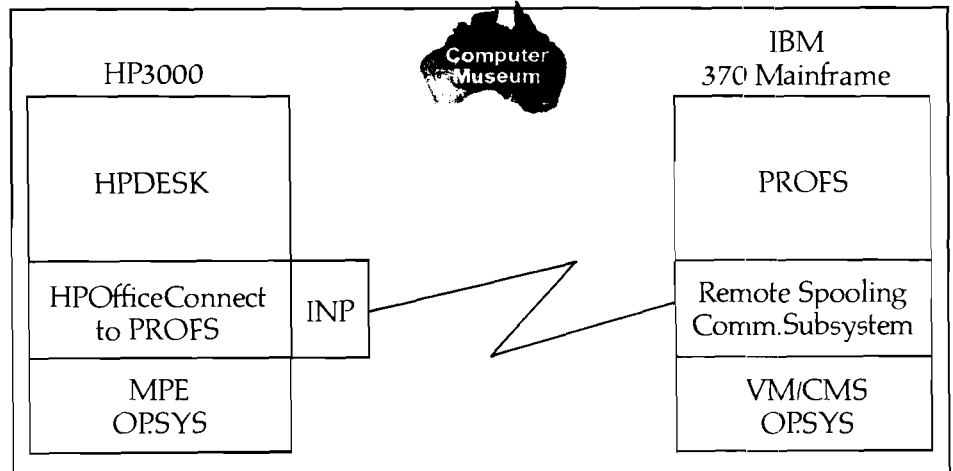 Computer
Museum
HP3000
IBM
370 Mainframe
HPDESK
PROFS
HPOfficeConnect
to PROFS
INP
Remote Spooling
Comm.Subsystem
MPE
OP.SYS
VM/CMS
OP.SYS